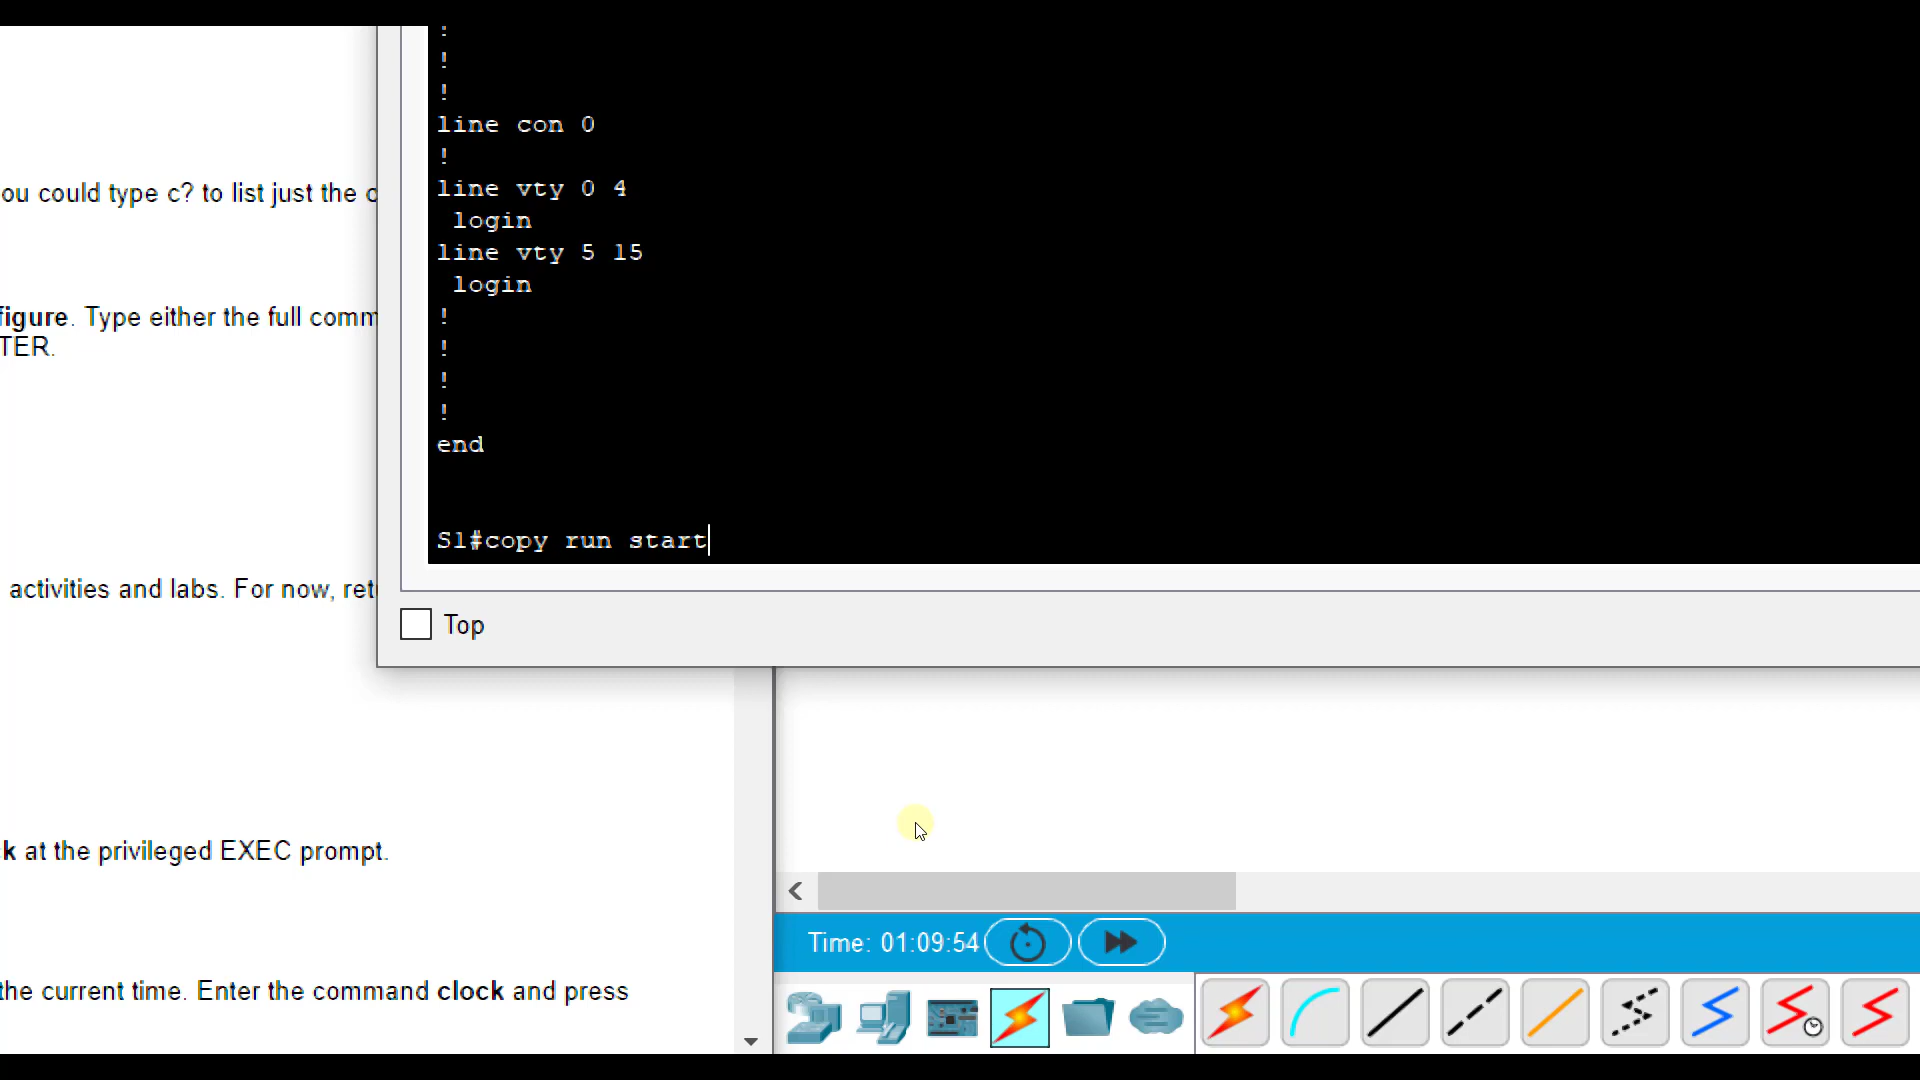 ou could type c? to list just the c
figure. Type either the full comm
TER.
activities and labs. For now, ret
k at the privileged EXEC prompt.
the current time. Enter the command clock and press
!
!
!
line con 0
!
line vty 0 4
login
line vty 5 15
login
!
!
!
!
end
S1#copy run start
Top
Time: 01:09:54